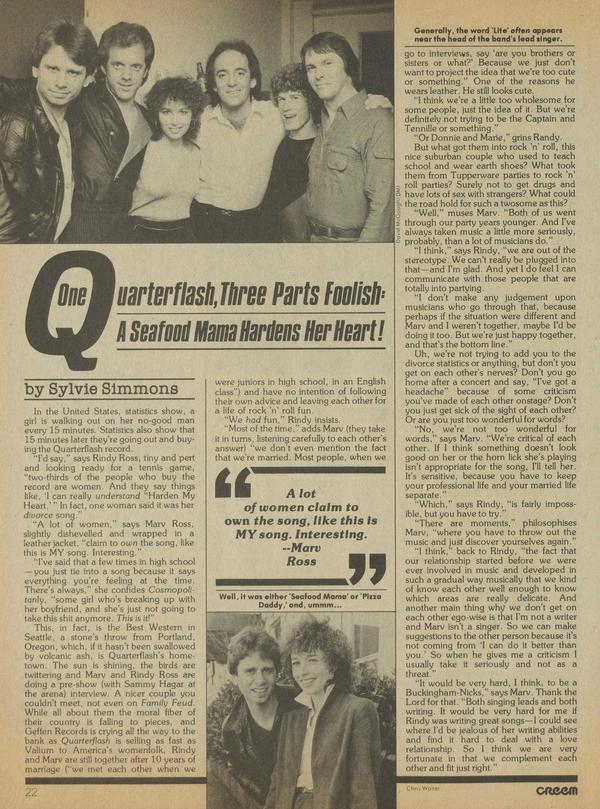 Generally, the word 'Lite' often appears
near the head of the band's lead singer.
David McGough/DMI
One Quarterflash, Three Parts Foolish:
A Seafood Mama Hardens Her Heart!
by Sylvie Simmons
In the United States, statistics show, a
girl is walking out on her no-good man
every 15 minutes. Statistics also show that
15 minutes later they're going out and buy-
ing the Quarterflash record.
"I'd say," says Rindy Ross, tiny and pert
and looking ready for a tennis game,
"two-thirds of the people who buy the
record are women. And they say things
like, 'I can really understand "Harden My
Heart.' " In fact, one woman said it was her
divorce song."
"A lot of women," says Marv Ross,
slightly dishevelled and wrapped in a
leather jacket, "claim to own the song, like
this is MY song. Interesting."
"I've said that a few times in high school
—you just tie into a song because it says
everything you're feeling at the time.
There's always," she confides Cosmopoli-
tanly, "some girl who's breaking up with
her boyfriend, and she's just not going to
take this shit anymore. This is it!"
This, in fact, is the Best Western in
Seattle, a stone's throw from Portland,
Oregon, which, if it hasn't been swallowed
by volcanic ash, is Quarterflash's home-
town. The sun is shining, the birds are
twittering and Marv and Rindy Ross are
doing a pre-show (with Sammy Hagar at
the arena) interview. A nicer couple you
couldn't meet, not even on Family Feud.
While all about them the moral fiber of
their country is falling to pieces, and
Geffen Records is crying all the way to the
bank as Quarterflash is selling as fast as
Valium to America's womenfolk, Rindy
and Marv are still together after 10 years of
marriage ("we met each other when we
were juniors in high school, in an English
class") and have no intention of following
their own advice and leaving each other for
a life of rock 'n' roll fun.
"We had fun," Rindy insists.
"Most of the time," adds Marv (they take
it in turns, listening carefully to each other's
answer) "we don't even mention the fact
that we're married. Most people, when we
“
A lot
of women claim to
own the song, like this is
MY song. Interesting.
--Marv
Ross
”
Well, it was either 'Seafood Mama' or 'Pizza
Daddy,' and, ummm...
go to interviews, say 'are you brothers or
sisters or what?' Because we just don't
want to project the idea that we're too cute
or something." One of the reasons he
wears leather. He still looks cute.
"I think we're a little too wholesome for
some people, just the idea of it. But we're
definitely not trying to be the Captain and
Tennille or something."
"Or Donnie and Marie," grins Randy.
But what got them into rock 'n' roll, this
nice suburban couple who used to teach
school and wear earth shoes? What took
them from Tupperware parties to rock 'n'
roll parties? Surely not to get drugs and
have lots of sex with strangers? What could
the road hold for such a twosome as this?
"Well," muses Marv. "Both of us went
through our party years younger. And I've
always taken music a little more seriously,
probably, than a lot of musicians do."
"I think," says Rindy, "we are out of the
stereotype. We can't really be plugged into
that—and I'm glad. And yet I do feel I can
communicate with those people that are
totally into partying.
"I don't make any judgement upon
musicians who go through that, because
perhaps if the situation were different and
Marv and I weren't together, maybe I'd be
doing it too. But we're just happy together,
and that's the bottom line."
Uh, we're not trying to add you to the
divorce statistics or anything, but don't you
get on each other's nerves? Don't you go
home after a concert and say, "I've got a
headache" because of some criticism
you've made of each other onstage? Don't
you just get sick of the sight of each other?
Or are you just too wonderful for words?
"No, we're not too wonderful for
words," says Marv. "We're critical of each
other. If I think something doesn't look
good on her or the horn lick she's playing
isn't appropriate for the song, I'll tell her.
It's sensitive, because you have to keep
your professional life and your married life
separate."
"Which," says Rindy, "is fairly imposs-
ible, but you have to try."
"There are moments," philosophises
Marv, "where you have to throw out the
music and just discover yourselves again."
"I think," back to Rindy, "the fact that
our relationship started before we were
ever involved in music and developed in
such a gradual way musically that we kind
of know each other well enough to know
which areas are really delicate. And
another main thing why we don't get on
each other ego-wise is that I'm not a writer
and Marv isn't a singer. So we can make
suggestions to the other person because it's
not coming from 'I can do it better than
you.' So when he gives me a criticism I
usually take it seriously and not as a
threat."
"It would be very hard, I think, to be a
Buckingham-Nicks," says Marv. Thank the
Lord for that. "Both singing leads and both
writing. It would be very hard for me if
Rindy was writing great songs—I could see
where I'd be jealous of her writing abilities
and find it hard to deal with a love
relationship. So I think we are very
fortunate in that we complement each
other and fit just right."
22
Chris Walter
CREEM